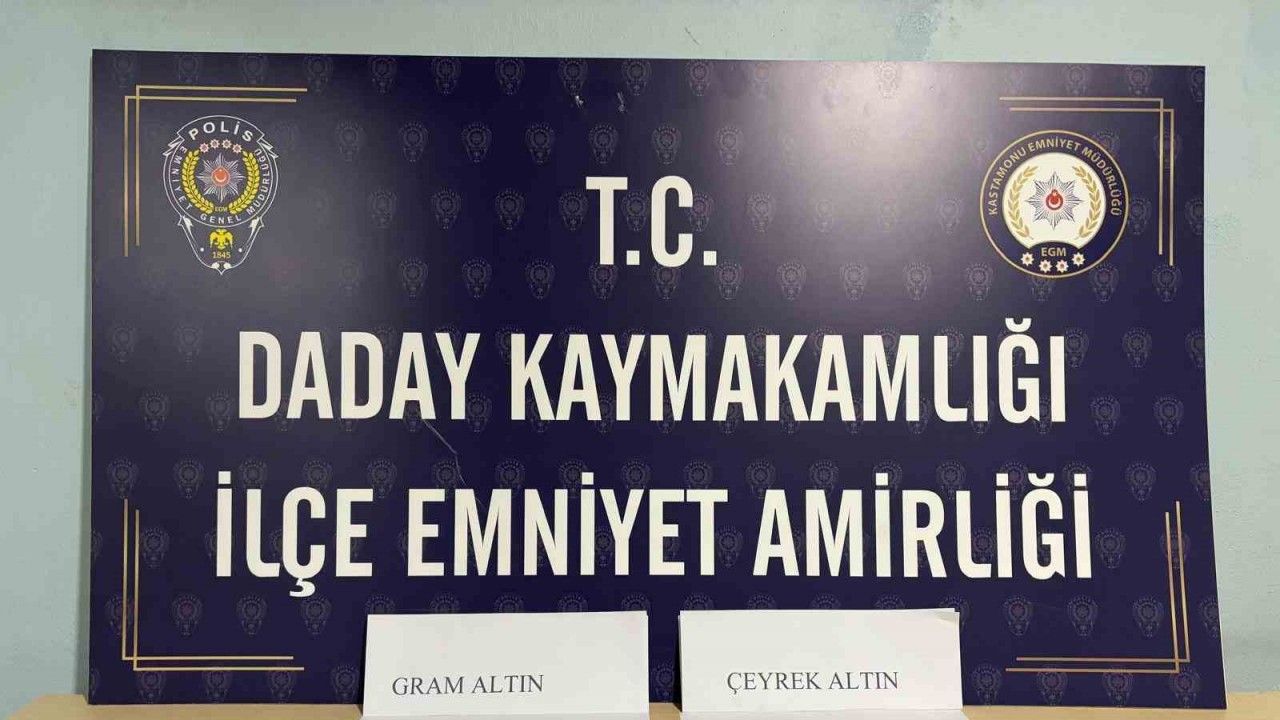 POLİS
EMNİYET GENEL MÜDÜRLÜĞÜ
EGM
1845
KASTAMONU EMNİYET MÜDÜRLÜĞÜ
EGM
T.C.
DADAY KAYMAKAMLIĞI
İLÇE EMNİYET AMİRLİĞİ
GRAM ALTIN
ÇEYREK ALTIN